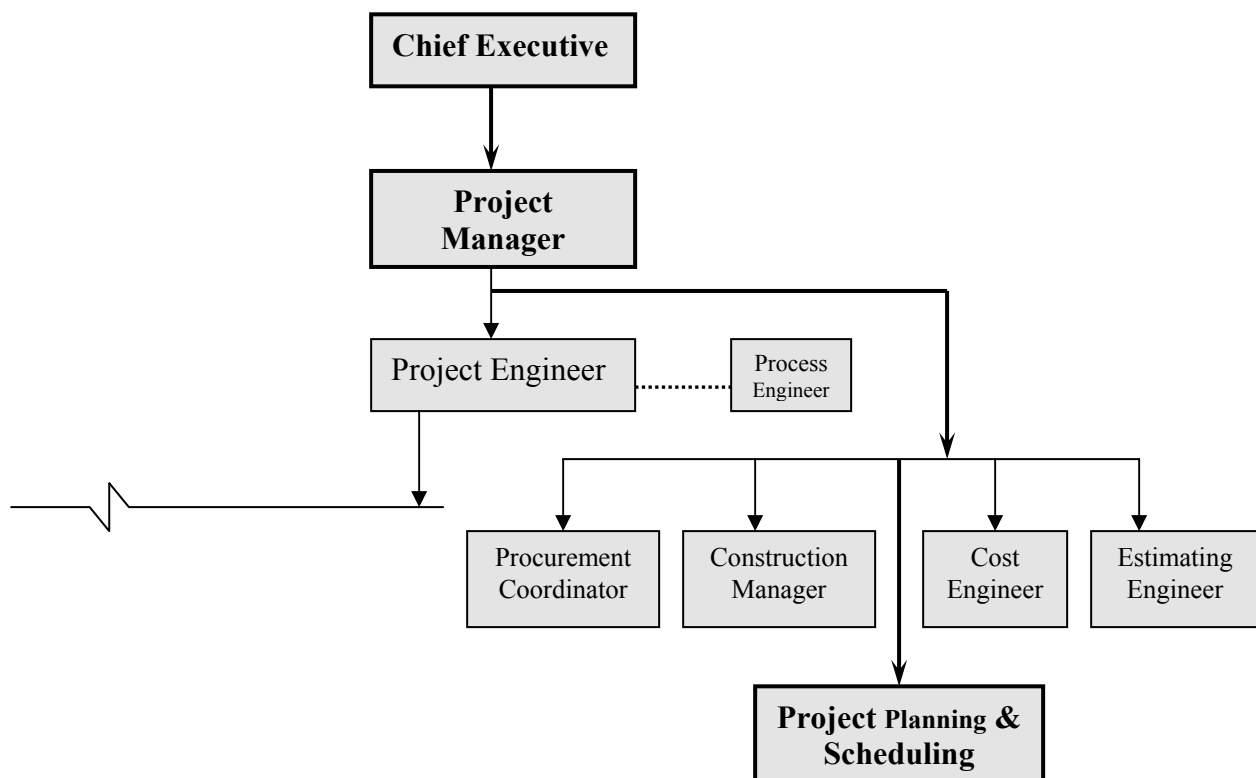 Chief Executive
Project
Manager
Project Engineer
Process
Engineer
Procurement
Coordinator
Construction
Manager
Cost
Engineer
Estimating
Engineer
Project Planning &
Scheduling